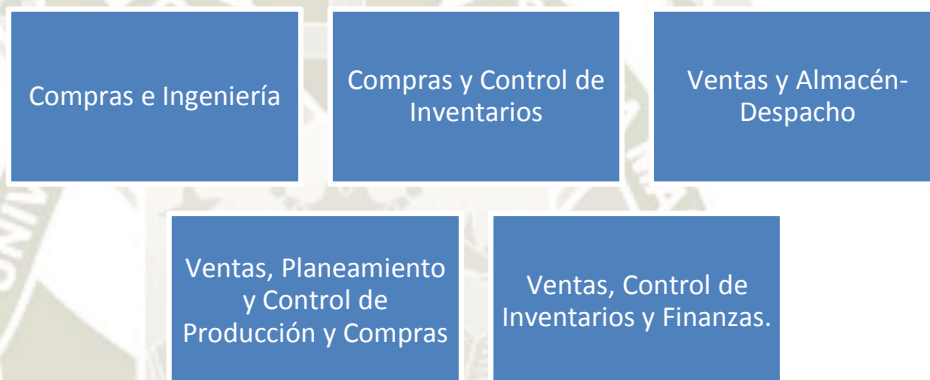 Compras e Ingeniería
Compras y Control de
Inventarios
Ventas y Almacén-
Despacho
Ventas, Planeamiento
y Control de
Producción y Compras
Ventas, Control de
Inventarios y Finanzas.